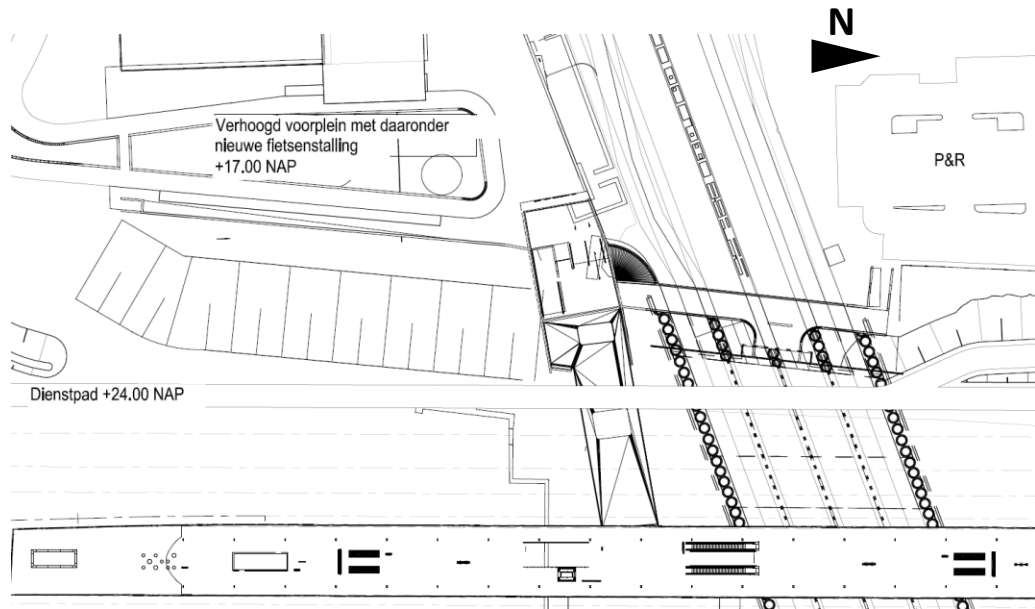 N
Verhoogd voorplein met daaronder
nieuwe fietsenstalling
+17.00 NAP
P&R
Dienstpad +24.00 NAP